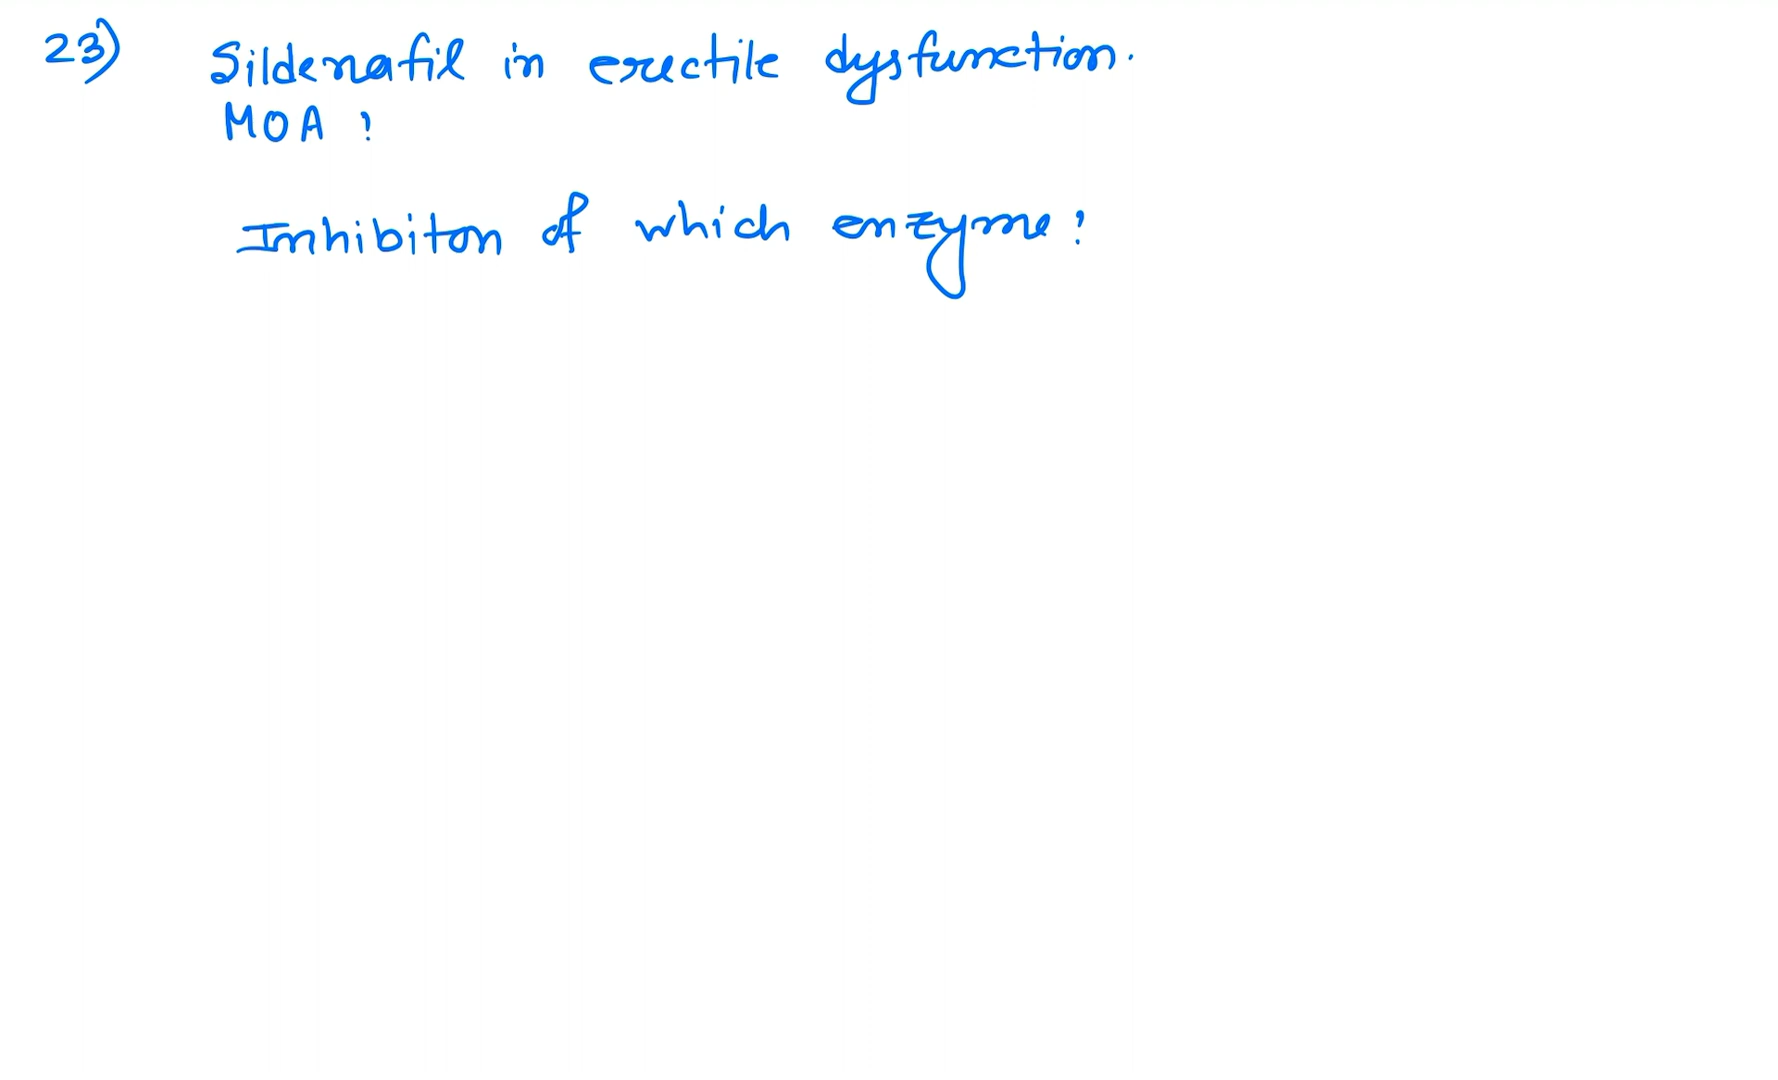 23) Sildenafil in erectile dysfunction.
MOA ?
Inhibiton of which enzyme?